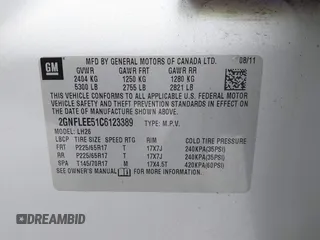 GM
MFD BY GENERAL MOTORS OF CANADA LTD.
08/11
GVWR GAWR FRT GAWR RR
2404 KG 1250 KG 1280 KG
5300 LB 2755 LB 2821 LB
THIS VEHICLE CONFORMS TO ALL APPLICABLE U.S. FEDERAL MOTOR VEHICLE SAFETY AND THEFT PREVENTION STANDARDS IN EFFECT ON THE DATE OF MANUFACTURE SHOWN ABOVE.
2GNFLEE51C6123389 TYPE: M.P.V.
MODEL: LH26
TIRE SIZE SPEED RTG RIM COLD TIRE PRESSURE
FRT P225/65R17 T 17X7J 240KPA(35PSI)
RR P225/65R17 T 17X7J 240KPA(35PSI)
SPA T145/70R17 M 17X4.5T 420KPA(60PSI)
SEE OWNER'S MANUAL FOR MORE INFORMATION.
DREAMBID